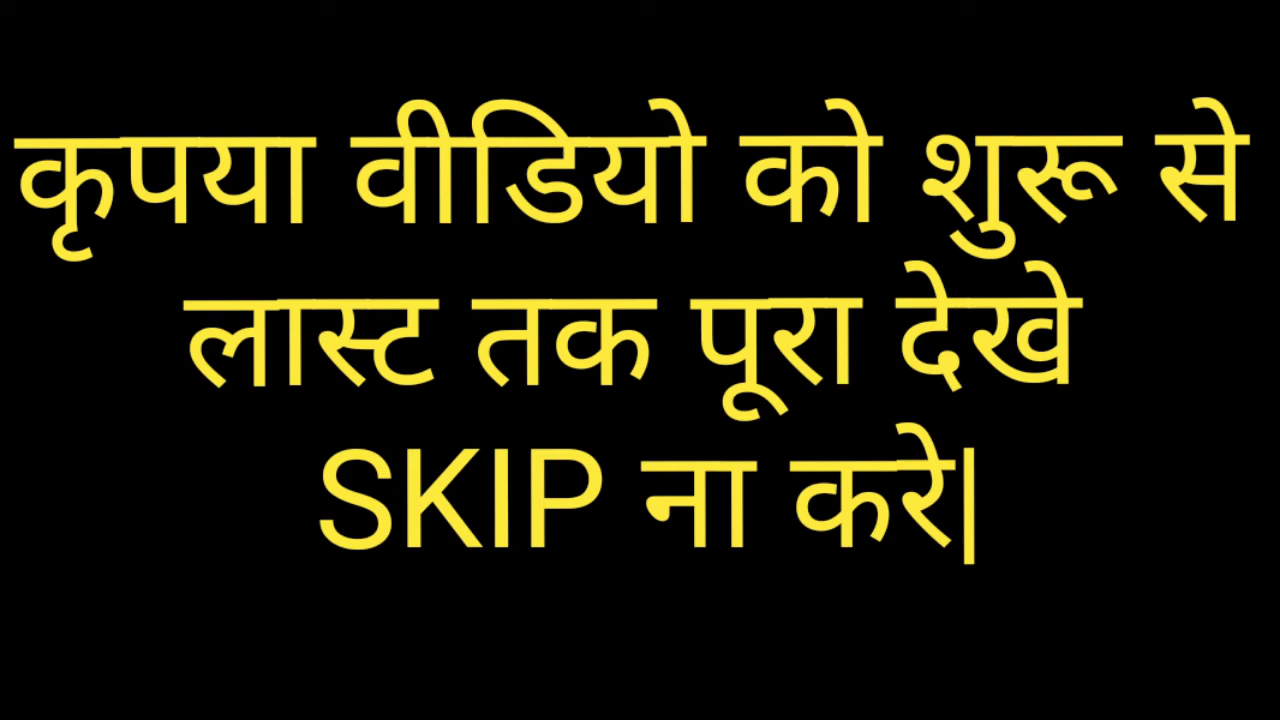 कृपया वीडियो को शुरू से
लास्ट तक पूरा देखे
SKIP ना करे|